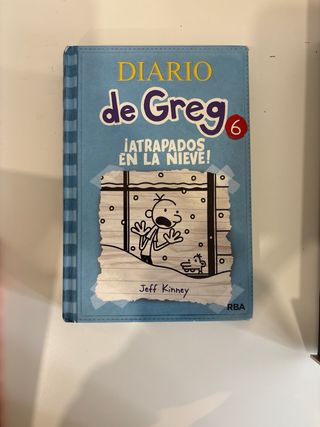 DIARIO
de Greg 6
¡ATRAPADOS
EN LA NIEVE!
Jeff Kinney
RBA